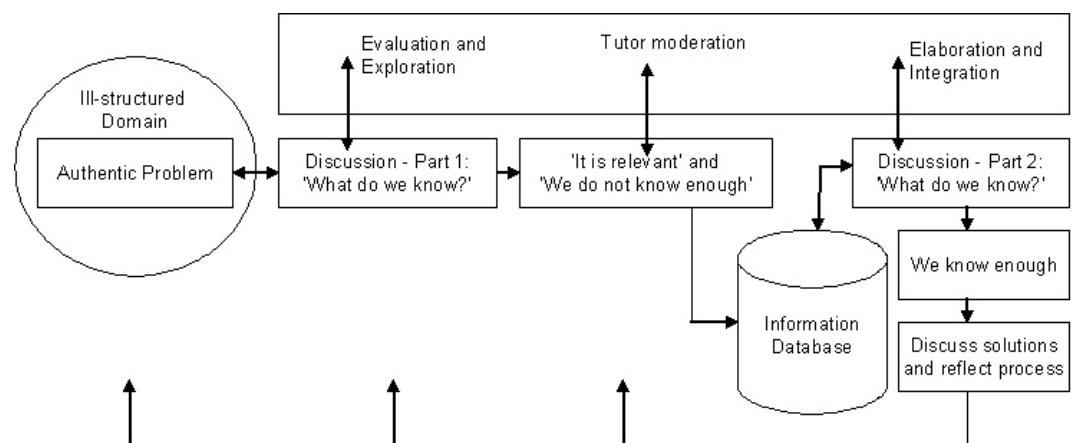 Evaluation and
Exploration
Tutor moderation
Elaboration and
Integration
Ill-structured
Domain
Authentic Problem
Discussion - Part 1:
'What do we know?'
'It is relevant' and
'We do not know enough'
Discussion - Part 2:
'What do we know?'
We know enough
Information
Database
Discuss solutions
and reflect process